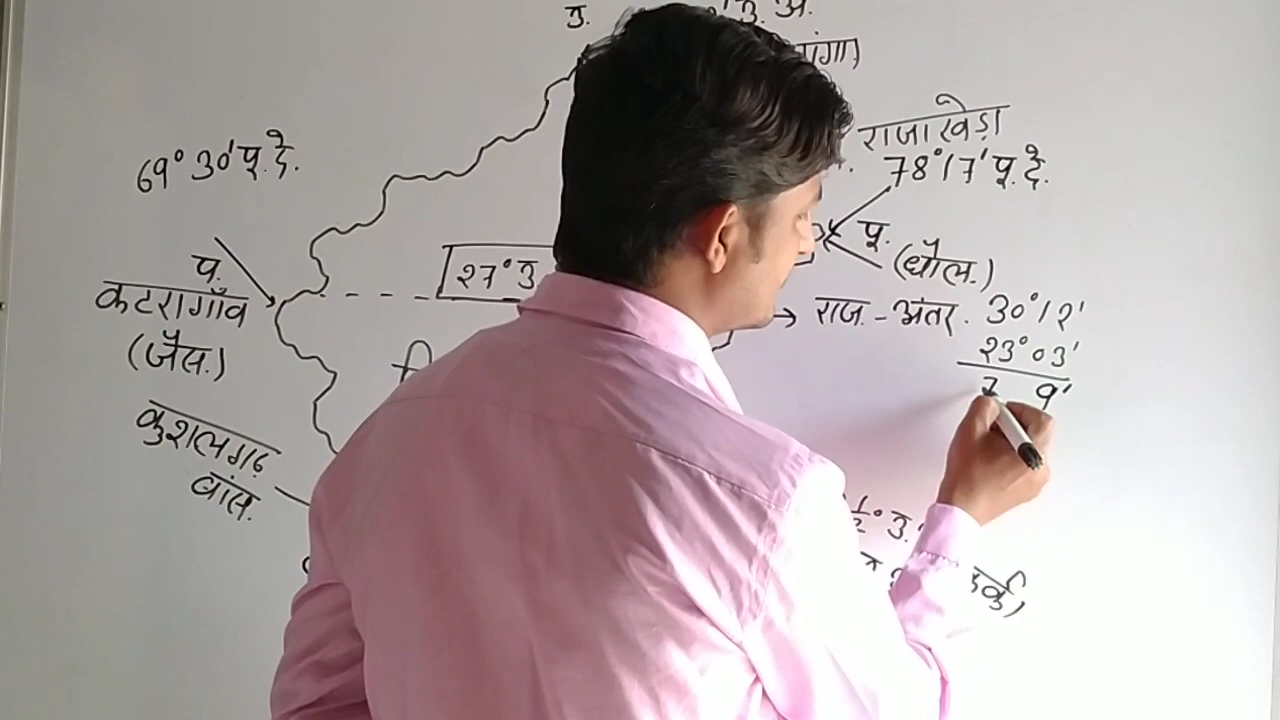 उ.
उ. अ.
राजाखेड़ा
78°17' पू.दे.
69° 30' पू.दे.
पू.
(धौल.)
27° उ
प.
कटरागाँव
(जैस.)
→ राज.-अंतर. 30°12'
23°03'
7 9'
कुशलगढ़
बांस.